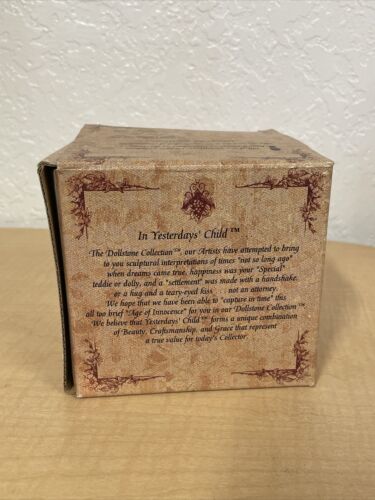 In Yesterdays' Child™
The Dollstone Collection™, our Artists have attempted to bring
to you sculptural interpretations of times "not so long ago"
when dreams came true, happiness was your "Special"
teddie or dolly, and a "settlement" was made with a handshake,
or a hug and a teary-eyed kiss . . . not an attorney.
We hope that we have been able to "capture in time" this
all too brief "Age of Innocence" for you in our Dollstone Collection™.
We believe that Yesterdays' Child™ forms a unique combination
of Beauty, Craftsmanship, and Grace that represent
a true value for today's Collector.